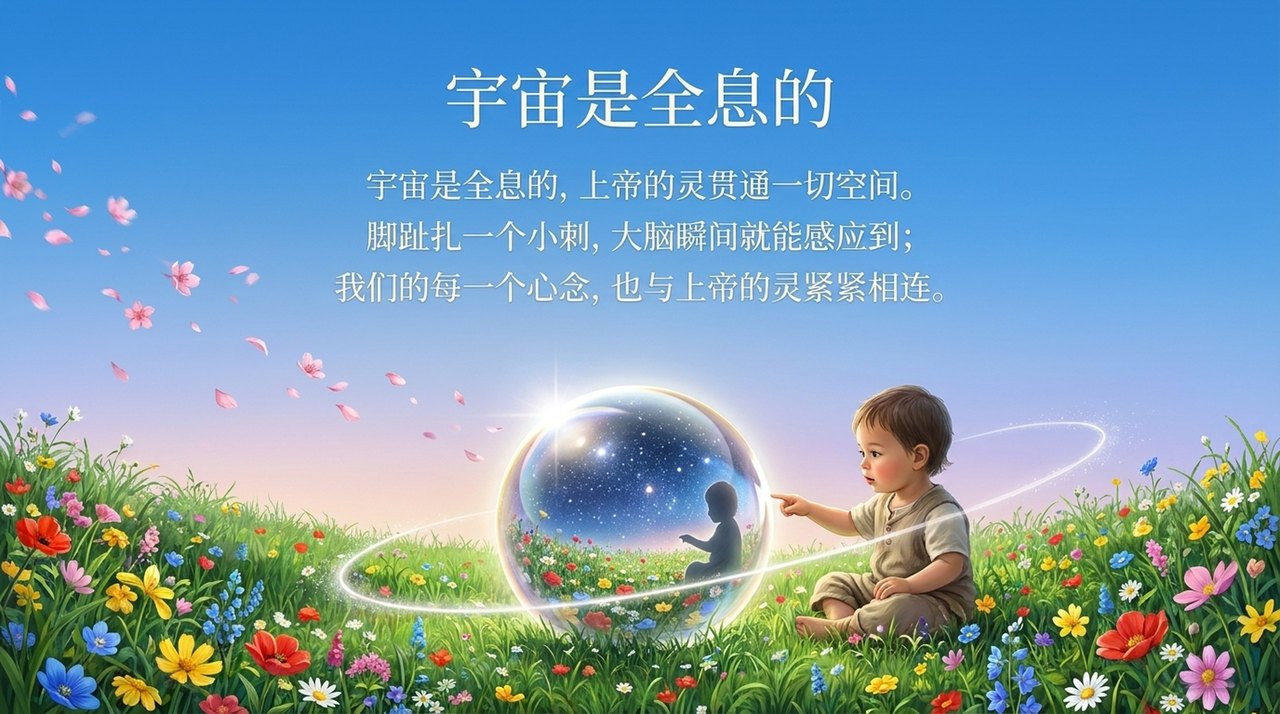 宇宙是全息的
宇宙是全息的, 上帝的灵贯通一切空间。
脚趾扎一个小刺, 大脑瞬间就能感应到;
我们的每一个心念, 也与上帝的灵紧紧相连。